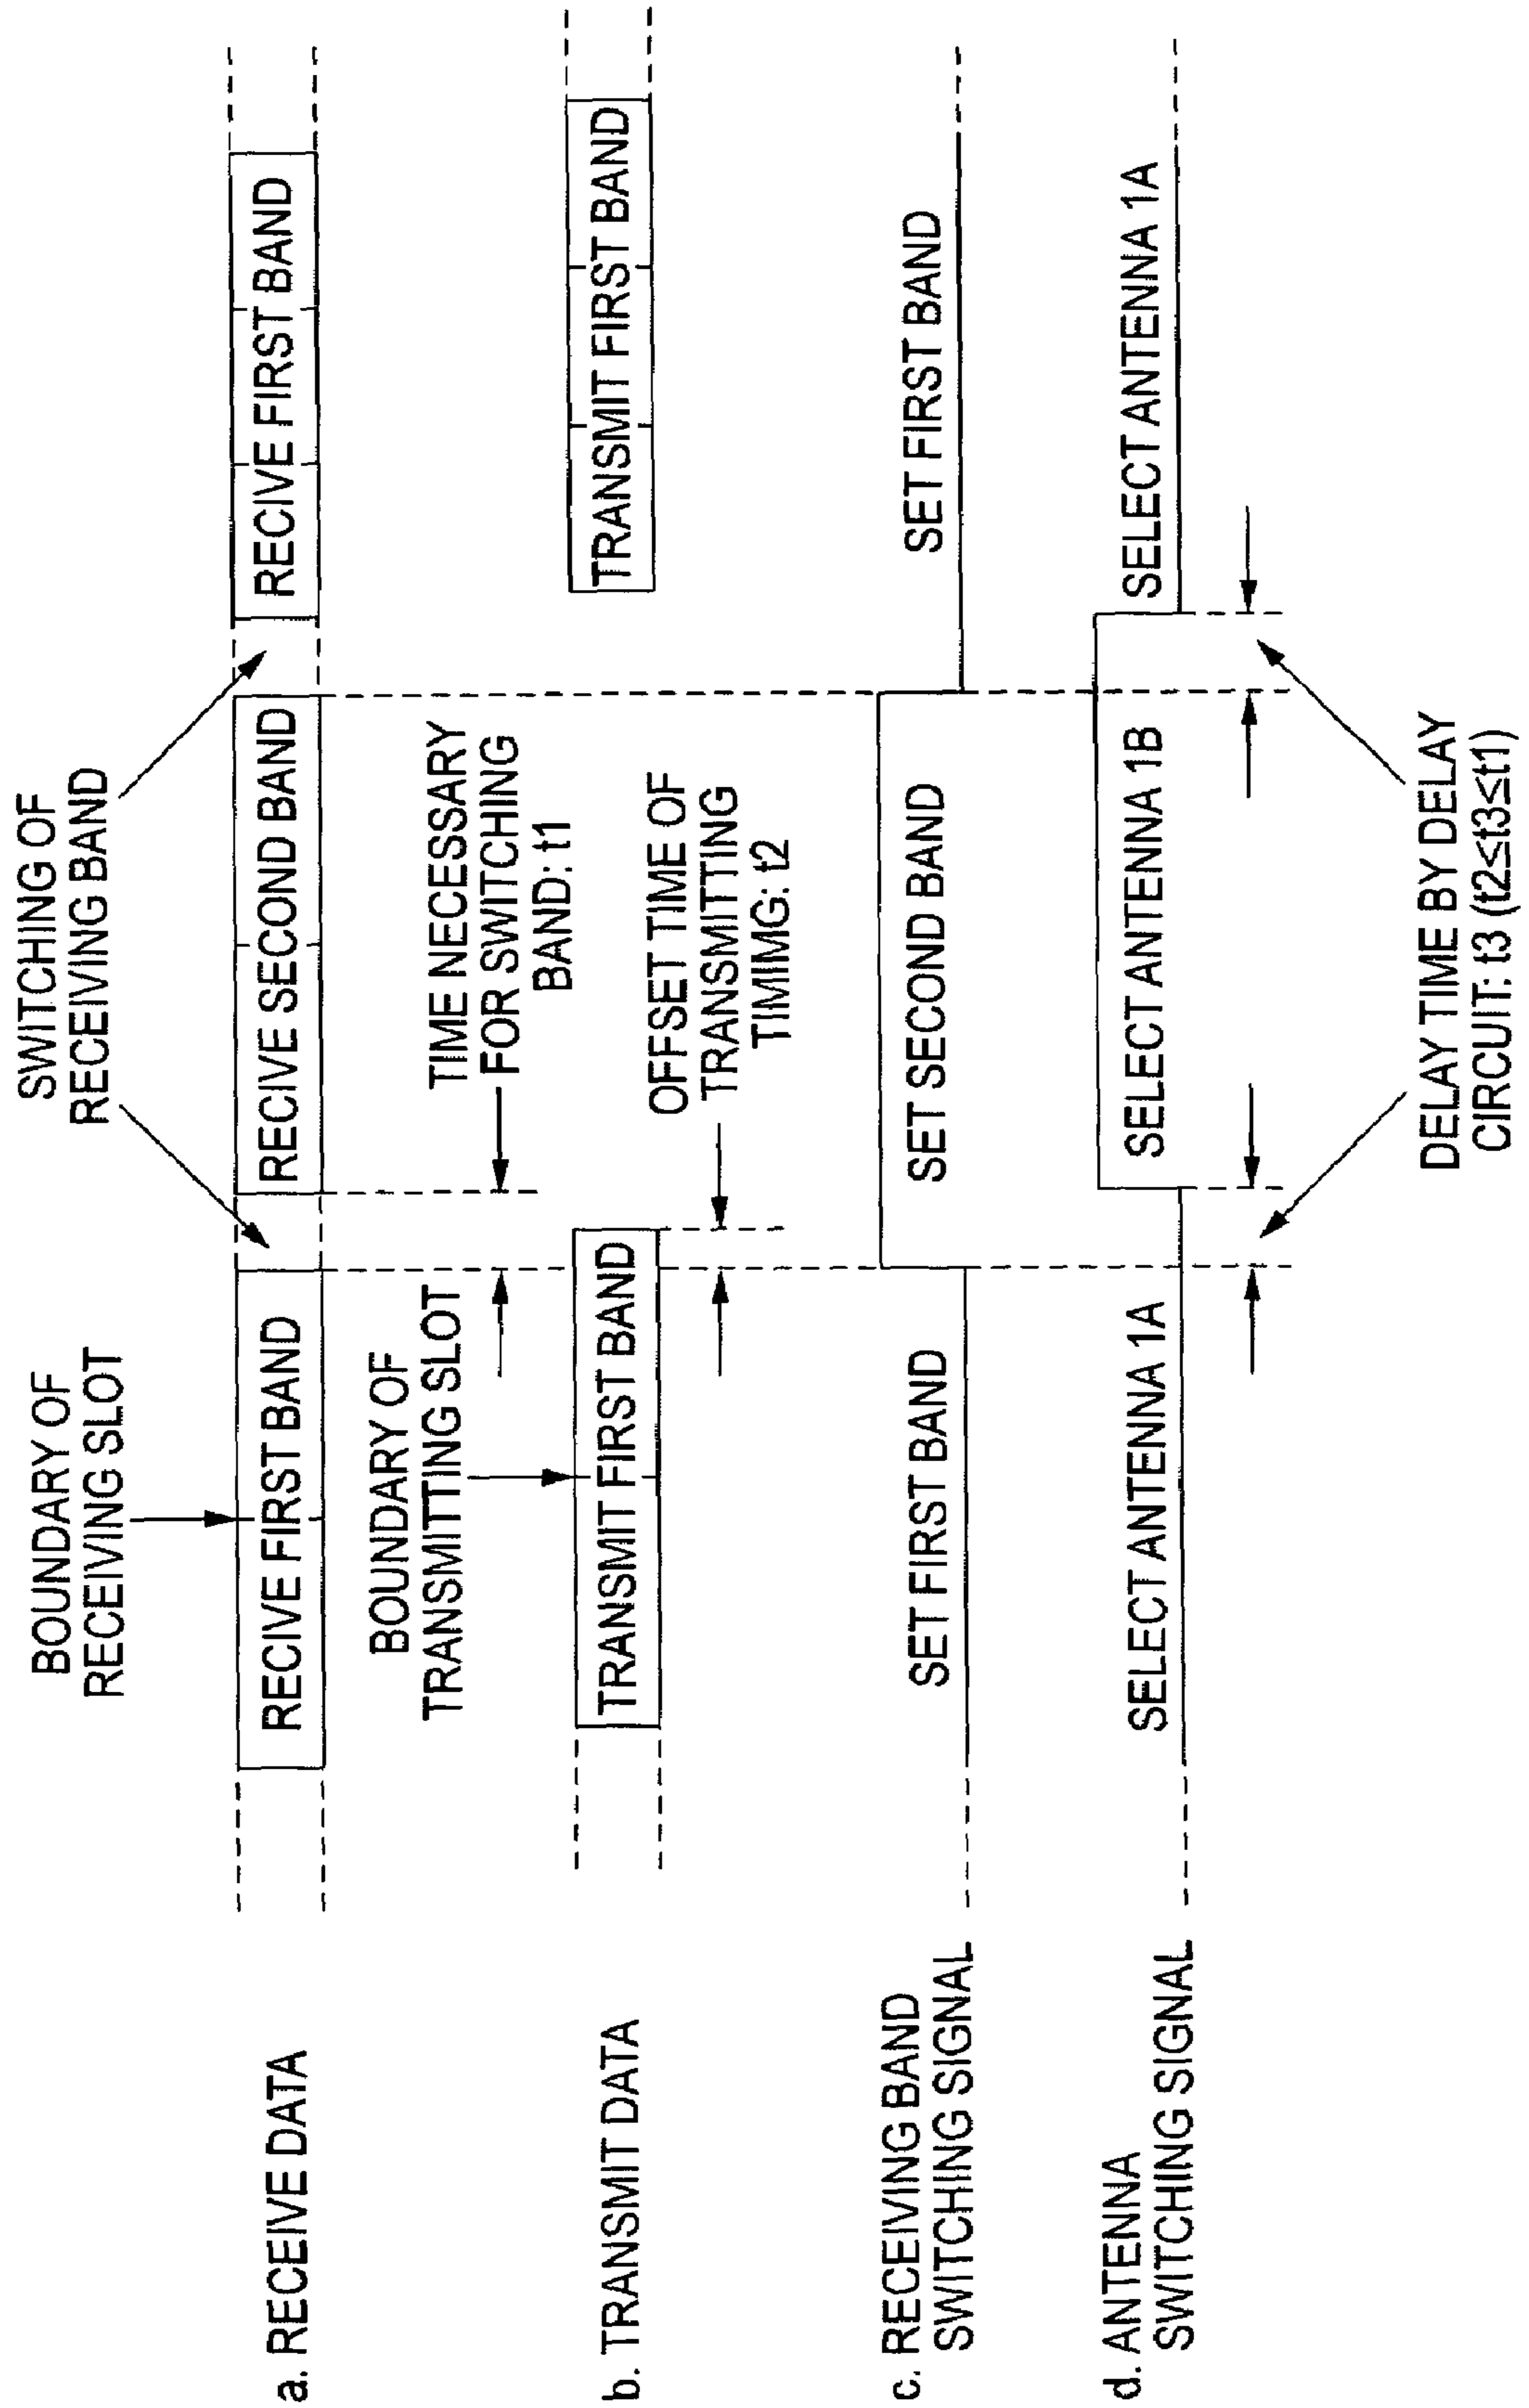 SWITCHING OF
RECEIVING BAND
BOUNDARY OF
RECEIVING SLOT
a. RECEIVE DATA
RECIVE FIRST BAND
RECIVE SECOND BAND
RECIVE FIRST BAND
BOUNDARY OF
TRANSMITTING SLOT
TIME NECESSARY
FOR SWITCHING
BAND: t1
b. TRANSMIT DATA
TRANSMIT FIRST BAND
TRANSMIT FIRST BAND
OFFSET TIME OF
TRANSMITTING
TIMIMG: t2
c. RECEIVING BAND
SWITCHING SIGNAL
SET FIRST BAND
SET SECOND BAND
SET FIRST BAND
d. ANTENNA
SWITCHING SIGNAL
SELECT ANTENNA 1A
SELECT ANTENNA 1B
SELECT ANTENNA 1A
DELAY TIME BY DELAY
CIRCUIT: t3 (t2≤t3≤t1)